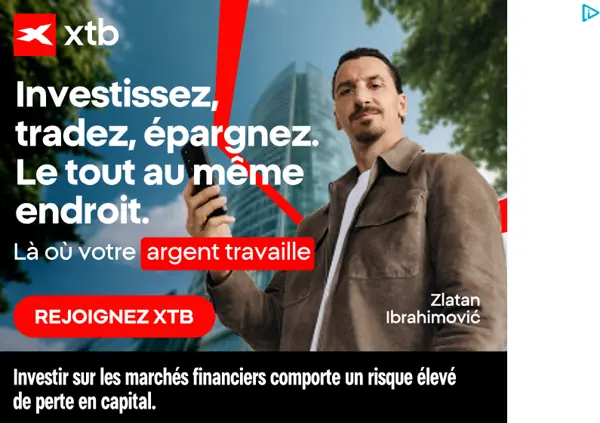 xtb
Investissez,
tradez, épargnez.
Le tout au même
endroit.
Là où votre argent travaille
REJOIGNEZ XTB
Zlatan
Ibrahimović
Investir sur les marchés financiers comporte un risque élevé
de perte en capital.